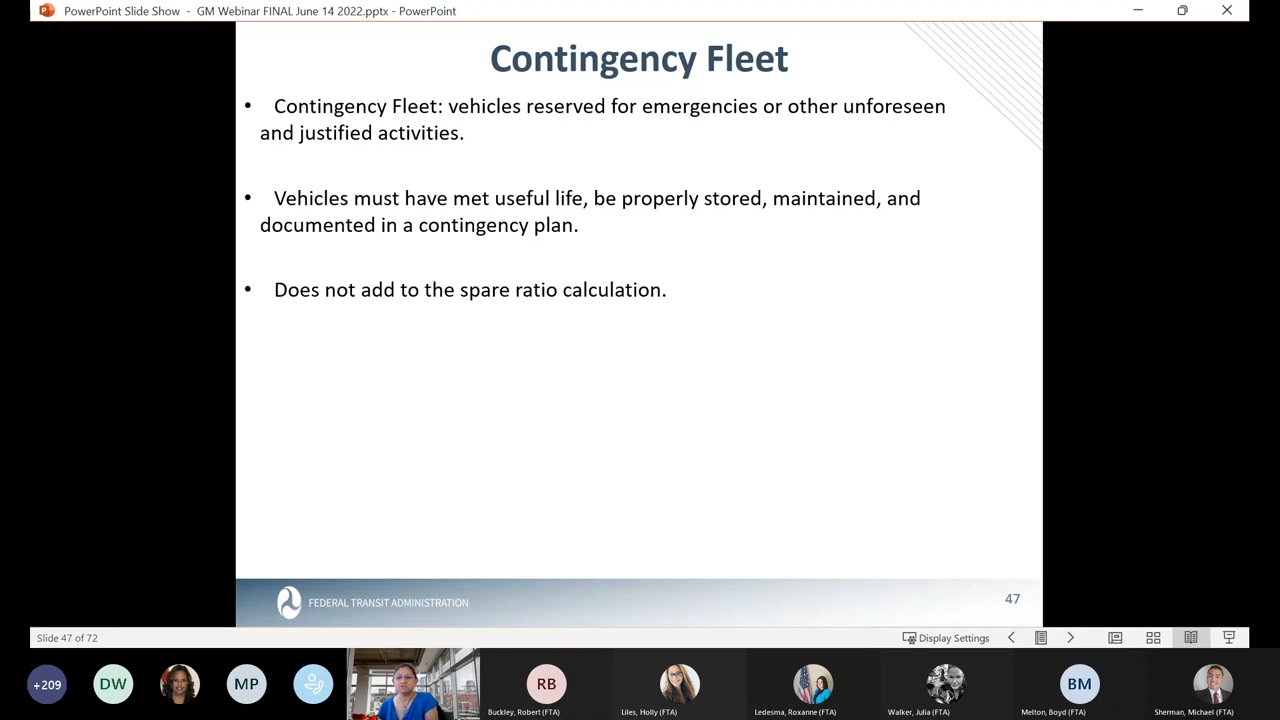 PowerPoint Slide Show - GM Webinar FINAL June 14 2022.pptx - PowerPoint
Contingency Fleet
• Contingency Fleet: vehicles reserved for emergencies or other unforeseen
and justified activities.
• Vehicles must have met useful life, be properly stored, maintained, and
documented in a contingency plan.
• Does not add to the spare ratio calculation.
FEDERAL TRANSIT ADMINISTRATION
47
Slide 47 of 72
Display Settings
+209
DW
MP
RB
BM
Buckley, Robert (FTA)
Liles, Holly (FTA)
Ledesma, Roxanne (FTA)
Walker, Julia (FTA)
Melton, Boyd (FTA)
Sherman, Michael (FTA)